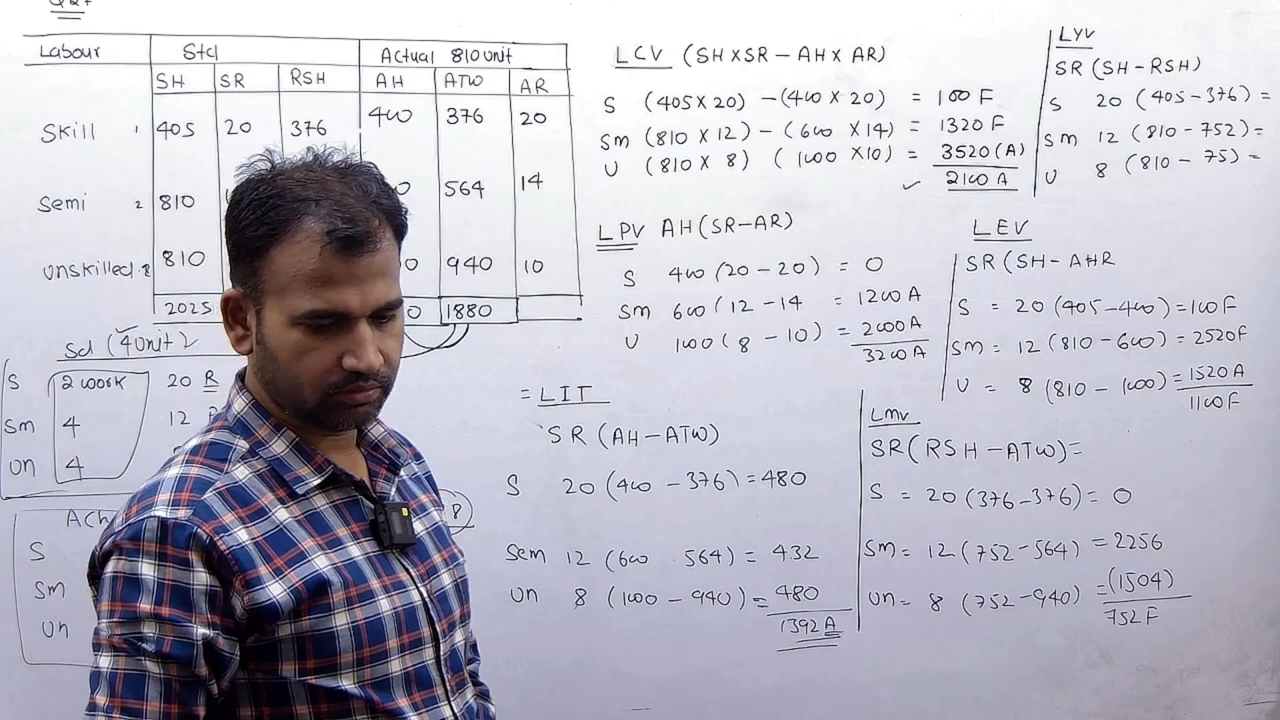 Labour Std Actual 810 unit
SH SR RSH AH ATW AR
Skill 1 405 20 376 400 376 20
Semi 2 810 0 564 14
Unskilled 2 810 0 940 10
2025 0 1880
Std (4 Unit)
S 2 work 20 R
Sm 4 12
Un 4
Ach
S
Sm
Un
LCV (SH X SR – AH X AR)
S (405 X 20) – (400 X 20) = 100 F
Sm (810 X 12) – (600 X 14) = 1320 F
U (810 X 8) (1000 X 10) = 3520 (A)
✓ 2100 A
LPV AH (SR – AR)
S 400 (20 – 20) = 0
Sm 600 (12 – 14 = 1200 A
U 1000 (8 – 10) = 2000 A
3200 A
= LIT
SR (AH – ATW)
S 20 (400 – 376) = 480
Sem 12 (600 . 564) = 432
Un 8 (1000 – 940) = 480
1392 A
LYV
SR (SH – RSH)
S 20 (405 – 376) =
Sm 12 (810 – 752) =
U 8 (810 – 75) =
LEV
SR (SH – AHR
S = 20 (405 – 400) = 100 F
Sm = 12 (810 – 600) = 2520 F
U = 8 (810 – 1000) = 1520 A
1100 F
LMV
SR (RSH – ATW) =
S = 20 (376 – 376) = 0
Sm = 12 (752 – 564) = 2256
Un = 8 (752 – 940) = (1504)
752 F